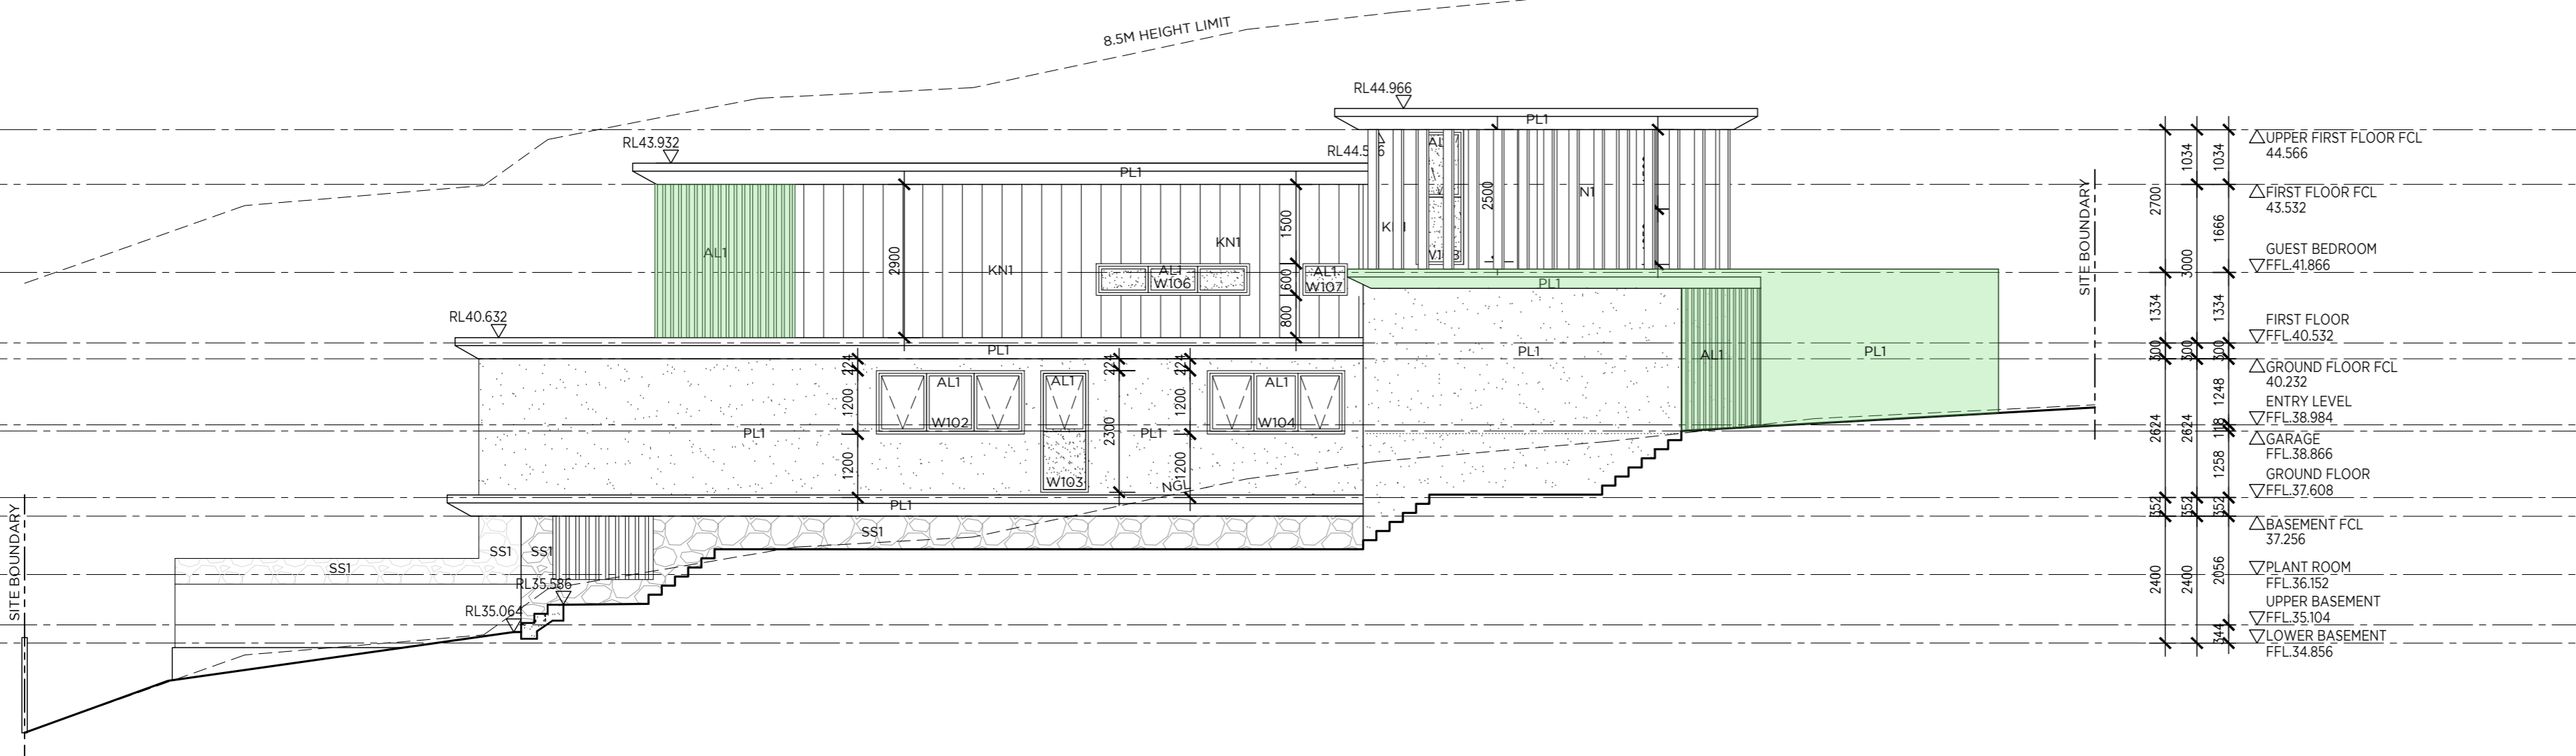 8.5M HEIGHT LIMIT
RL44.966
PL1
RL43.932
PL1
AL1
2900
KN1
KN1
1500
600
800
AL1
W106
AL1
W107
2500
N1
PL1
RL40.632
PL1
PL1
224
1200
1200
AL1
W102
AL1
W103
224
2300
PL1
224
1200
1200
AL1
W104
NGL
PL1
AL1
PL1
PL1
SS1
SS1
SS1
SS1
RL35.586
RL35.064
SITE BOUNDARY
SITE BOUNDARY
2700
300
2624
352
2400
1034
3000
300
2624
352
2400
1034
1666
1334
1334
300
1248
118
1258
352
2056
UPPER FIRST FLOOR FCL
44.566
FIRST FLOOR FCL
43.532
GUEST BEDROOM
FFL.41.866
FIRST FLOOR
FFL.40.532
GROUND FLOOR FCL
40.232
ENTRY LEVEL
FFL.38.984
GARAGE
FFL.38.866
GROUND FLOOR
FFL.37.608
BASEMENT FCL
37.256
PLANT ROOM
FFL.36.152
UPPER BASEMENT
FFL.35.104
LOWER BASEMENT
FFL.34.856